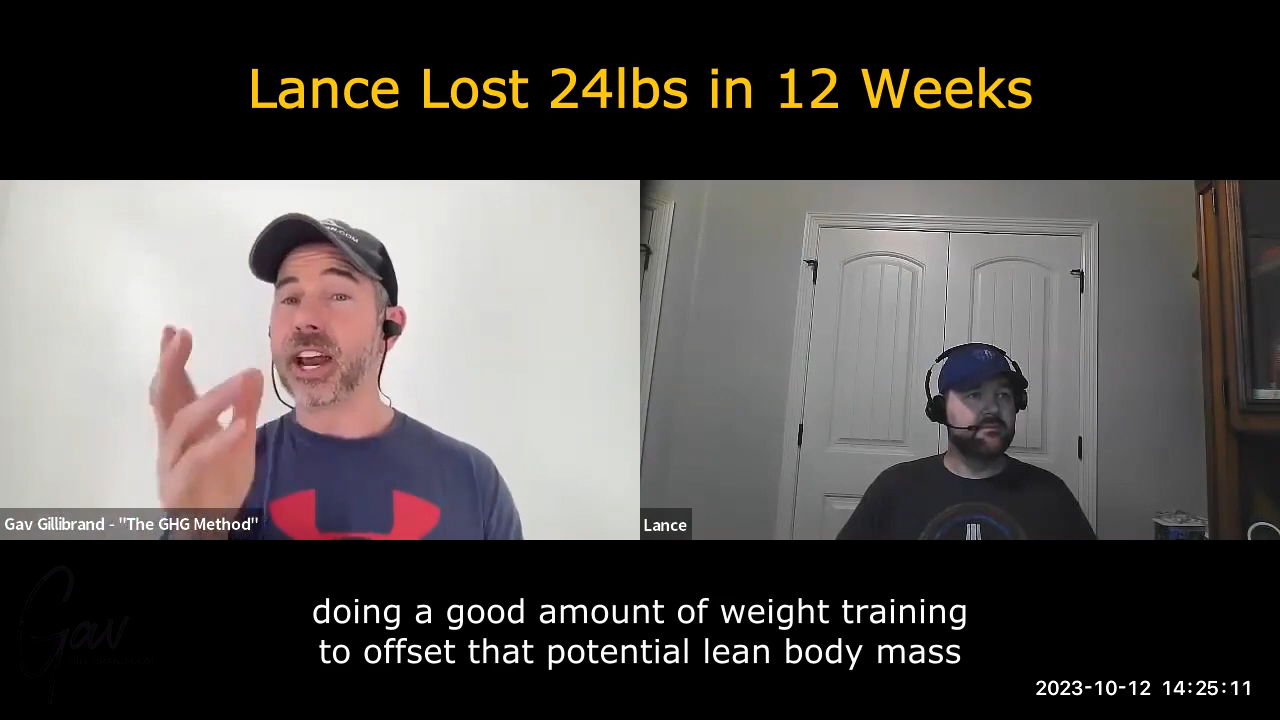 Lance Lost 24lbs in 12 Weeks
Gav Gillibrand - "The GHG Method"
Lance
doing a good amount of weight training
to offset that potential lean body mass
Gav
2023-10-12 14:25:11